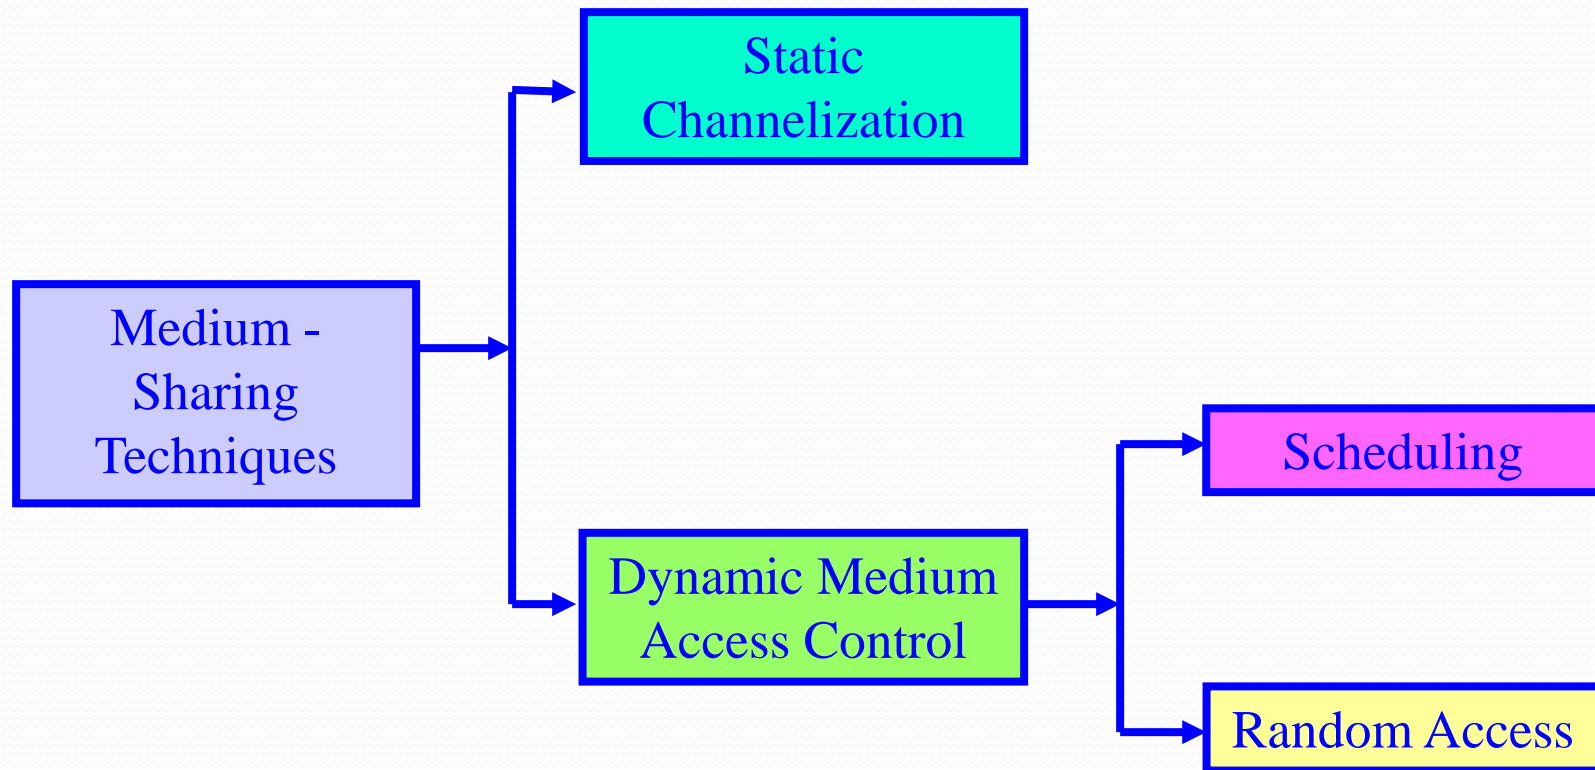 Static
Channelization
Medium -
Sharing
Techniques
Scheduling
Dynamic Medium
Access Control
Random Access